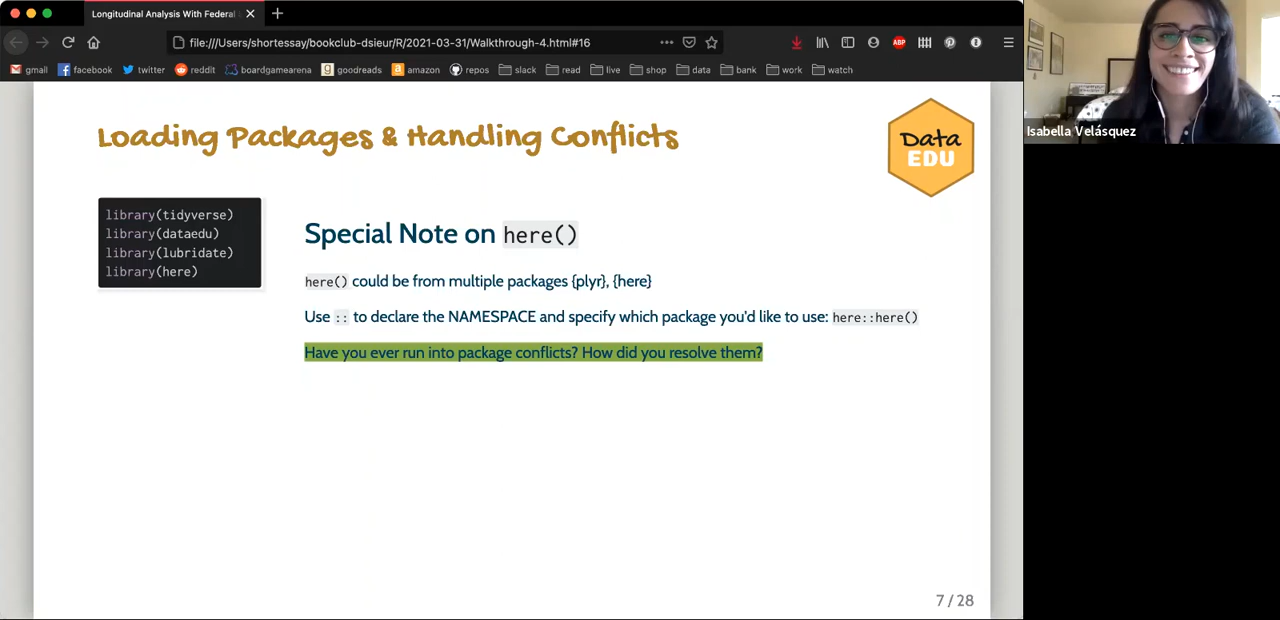 Longitudinal Analysis With Federal
file:///Users/shortessay/bookclub-dsieur/R/2021-03-31/Walkthrough-4.html#16
ABP
gmail facebook twitter reddit boardgamearena goodreads amazon repos slack read live shop data bank work watch
Isabella Velásquez
Loading Packages & Handling Conflicts
Data
EDU
library(tidyverse)
library(dataedu)
library(lubridate)
library(here)
Special Note on here()
here() could be from multiple packages {plyr}, {here}
Use :: to declare the NAMESPACE and specify which package you'd like to use: here::here()
Have you ever run into package conflicts? How did you resolve them?
7 / 28